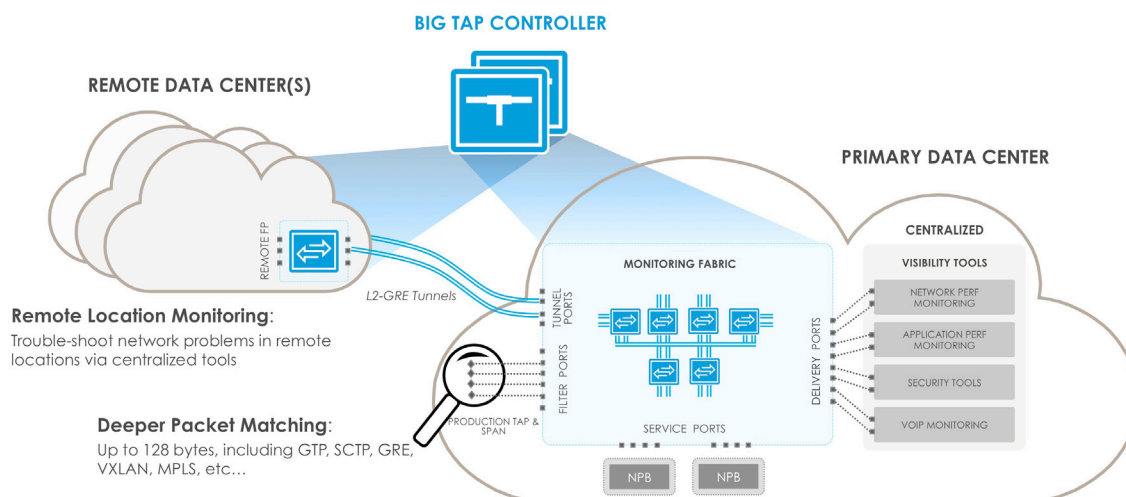 BIG TAP CONTROLLER
REMOTE DATA CENTER(S)
PRIMARY DATA CENTER
REMOTE FP
L2-GRE Tunnels
Remote Location Monitoring:
Trouble-shoot network problems in remote
locations via centralized tools
Deeper Packet Matching:
Up to 128 bytes, including GTP, SCTP, GRE,
VXLAN, MPLS, etc…
MONITORING FABRIC
TUNNEL
PORTS
FILTER PORTS
PRODUCTION TAP &
SPAN
SERVICE PORTS
NPB
NPB
DELIVERY PORTS
CENTRALIZED
VISIBILITY TOOLS
NETWORK PERF
MONITORING
APPLICATION PERF
MONITORING
SECURITY TOOLS
VOIP MONITORING